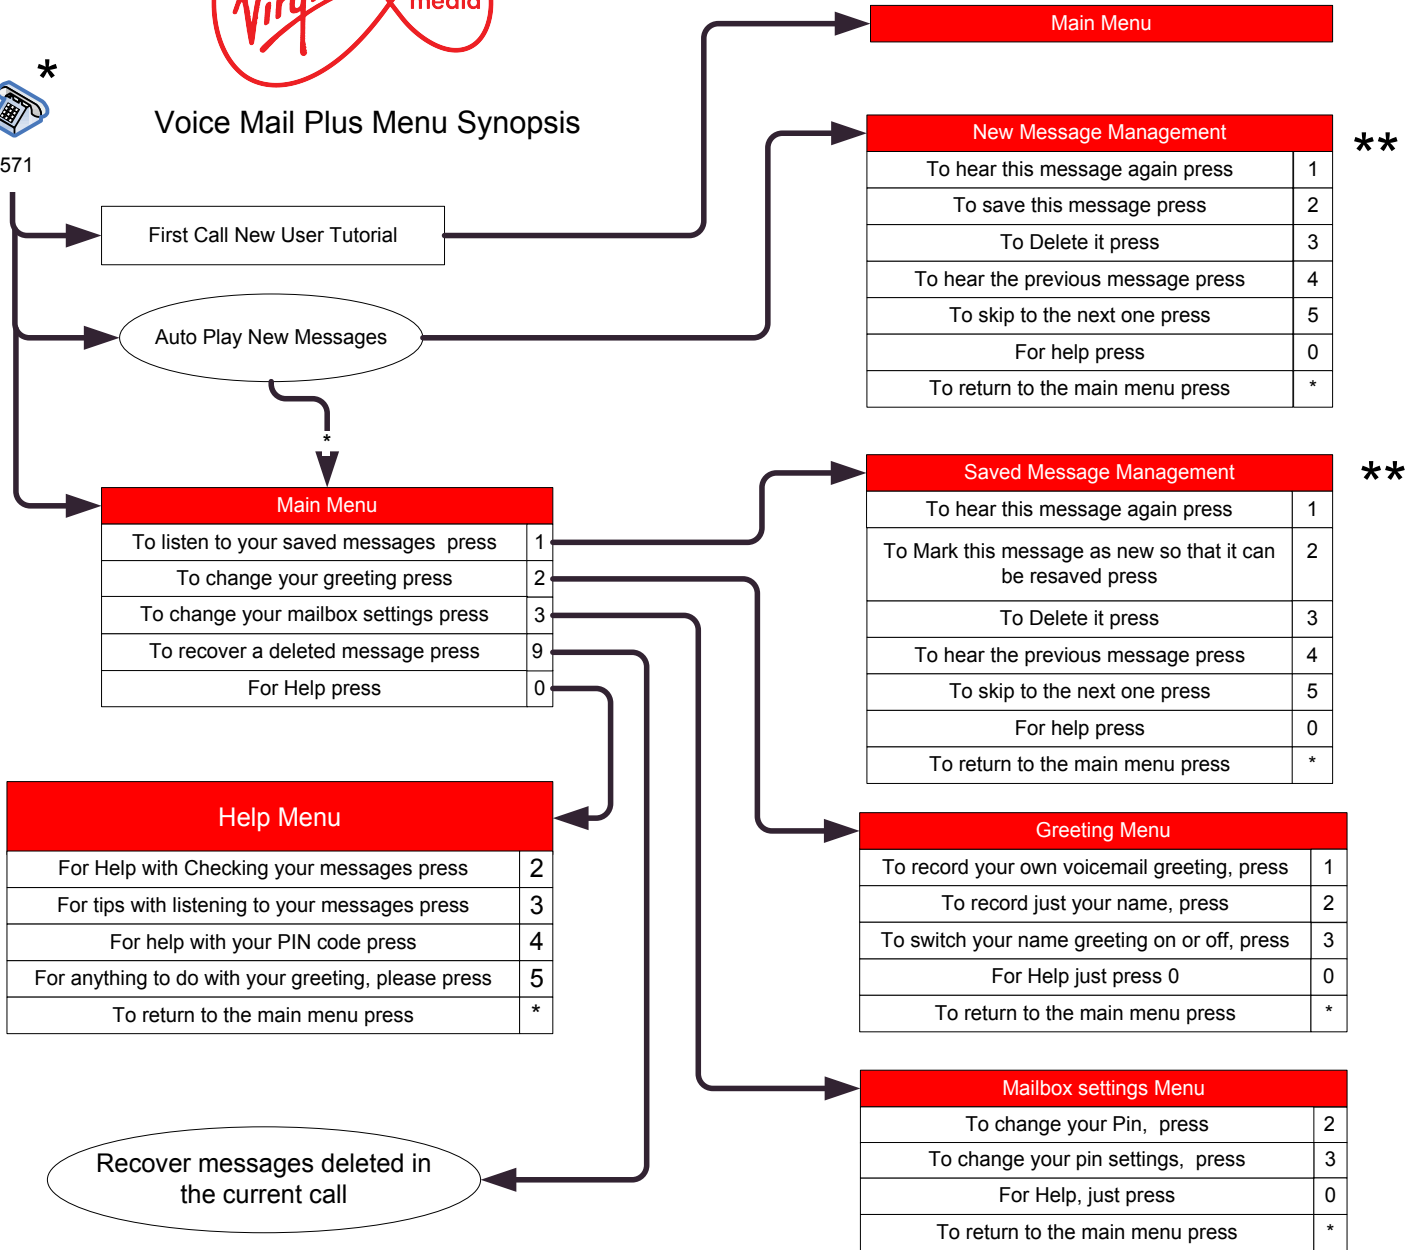 Virgin
media
*
571
Voice Mail Plus Menu Synopsis
First Call New User Tutorial
Auto Play New Messages
*
Main Menu
To listen to your saved messages press 1
To change your greeting press 2
To change your mailbox settings press 3
To recover a deleted message press 9
For Help press 0
Help Menu
For Help with Checking your messages press 2
For tips with listening to your messages press 3
For help with your PIN code press 4
For anything to do with your greeting, please press 5
To return to the main menu press *
Recover messages deleted in
the current call
Main Menu
New Message Management
**
To hear this message again press 1
To save this message press 2
To Delete it press 3
To hear the previous message press 4
To skip to the next one press 5
For help press 0
To return to the main menu press *
Saved Message Management
**
To hear this message again press 1
To Mark this message as new so that it can 2
be resaved press
To Delete it press 3
To hear the previous message press 4
To skip to the next one press 5
For help press 0
To return to the main menu press *
Greeting Menu
To record your own voicemail greeting, press 1
To record just your name, press 2
To switch your name greeting on or off, press 3
For Help just press 0 0
To return to the main menu press *
Mailbox settings Menu
To change your Pin, press 2
To change your pin settings, press 3
For Help, just press 0
To return to the main menu press *